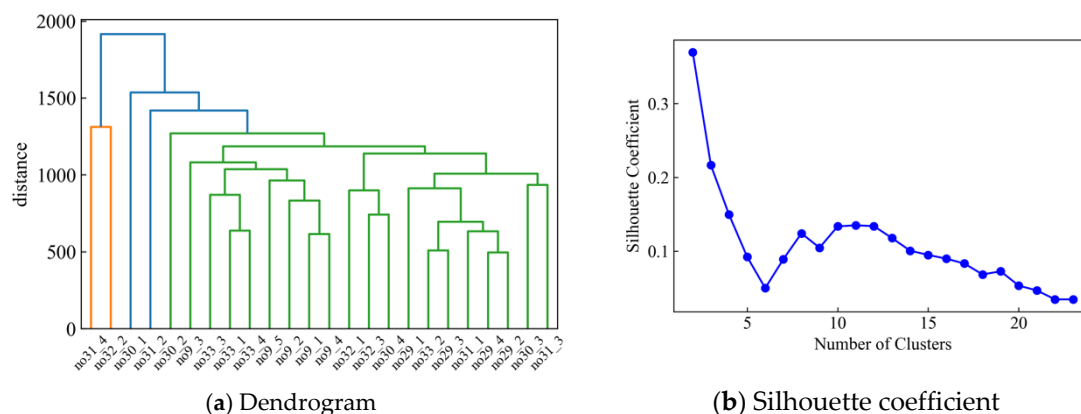 2000
1500
1000
500
0
distance
no31_4
no32_2
no30_1
no31_2
no30_2
no9_3
no33_3
no33_1
no33_4
no9_5
no9_2
no9_1
no9_4
no32_1
no32_3
no30_4
no29_1
no33_2
no29_3
no31_1
no29_4
no29_2
no30_3
no31_3
(a) Dendrogram
0.3
0.2
0.1
Silhouette Coefficient
5 10 15 20
Number of Clusters
(b) Silhouette coefficient